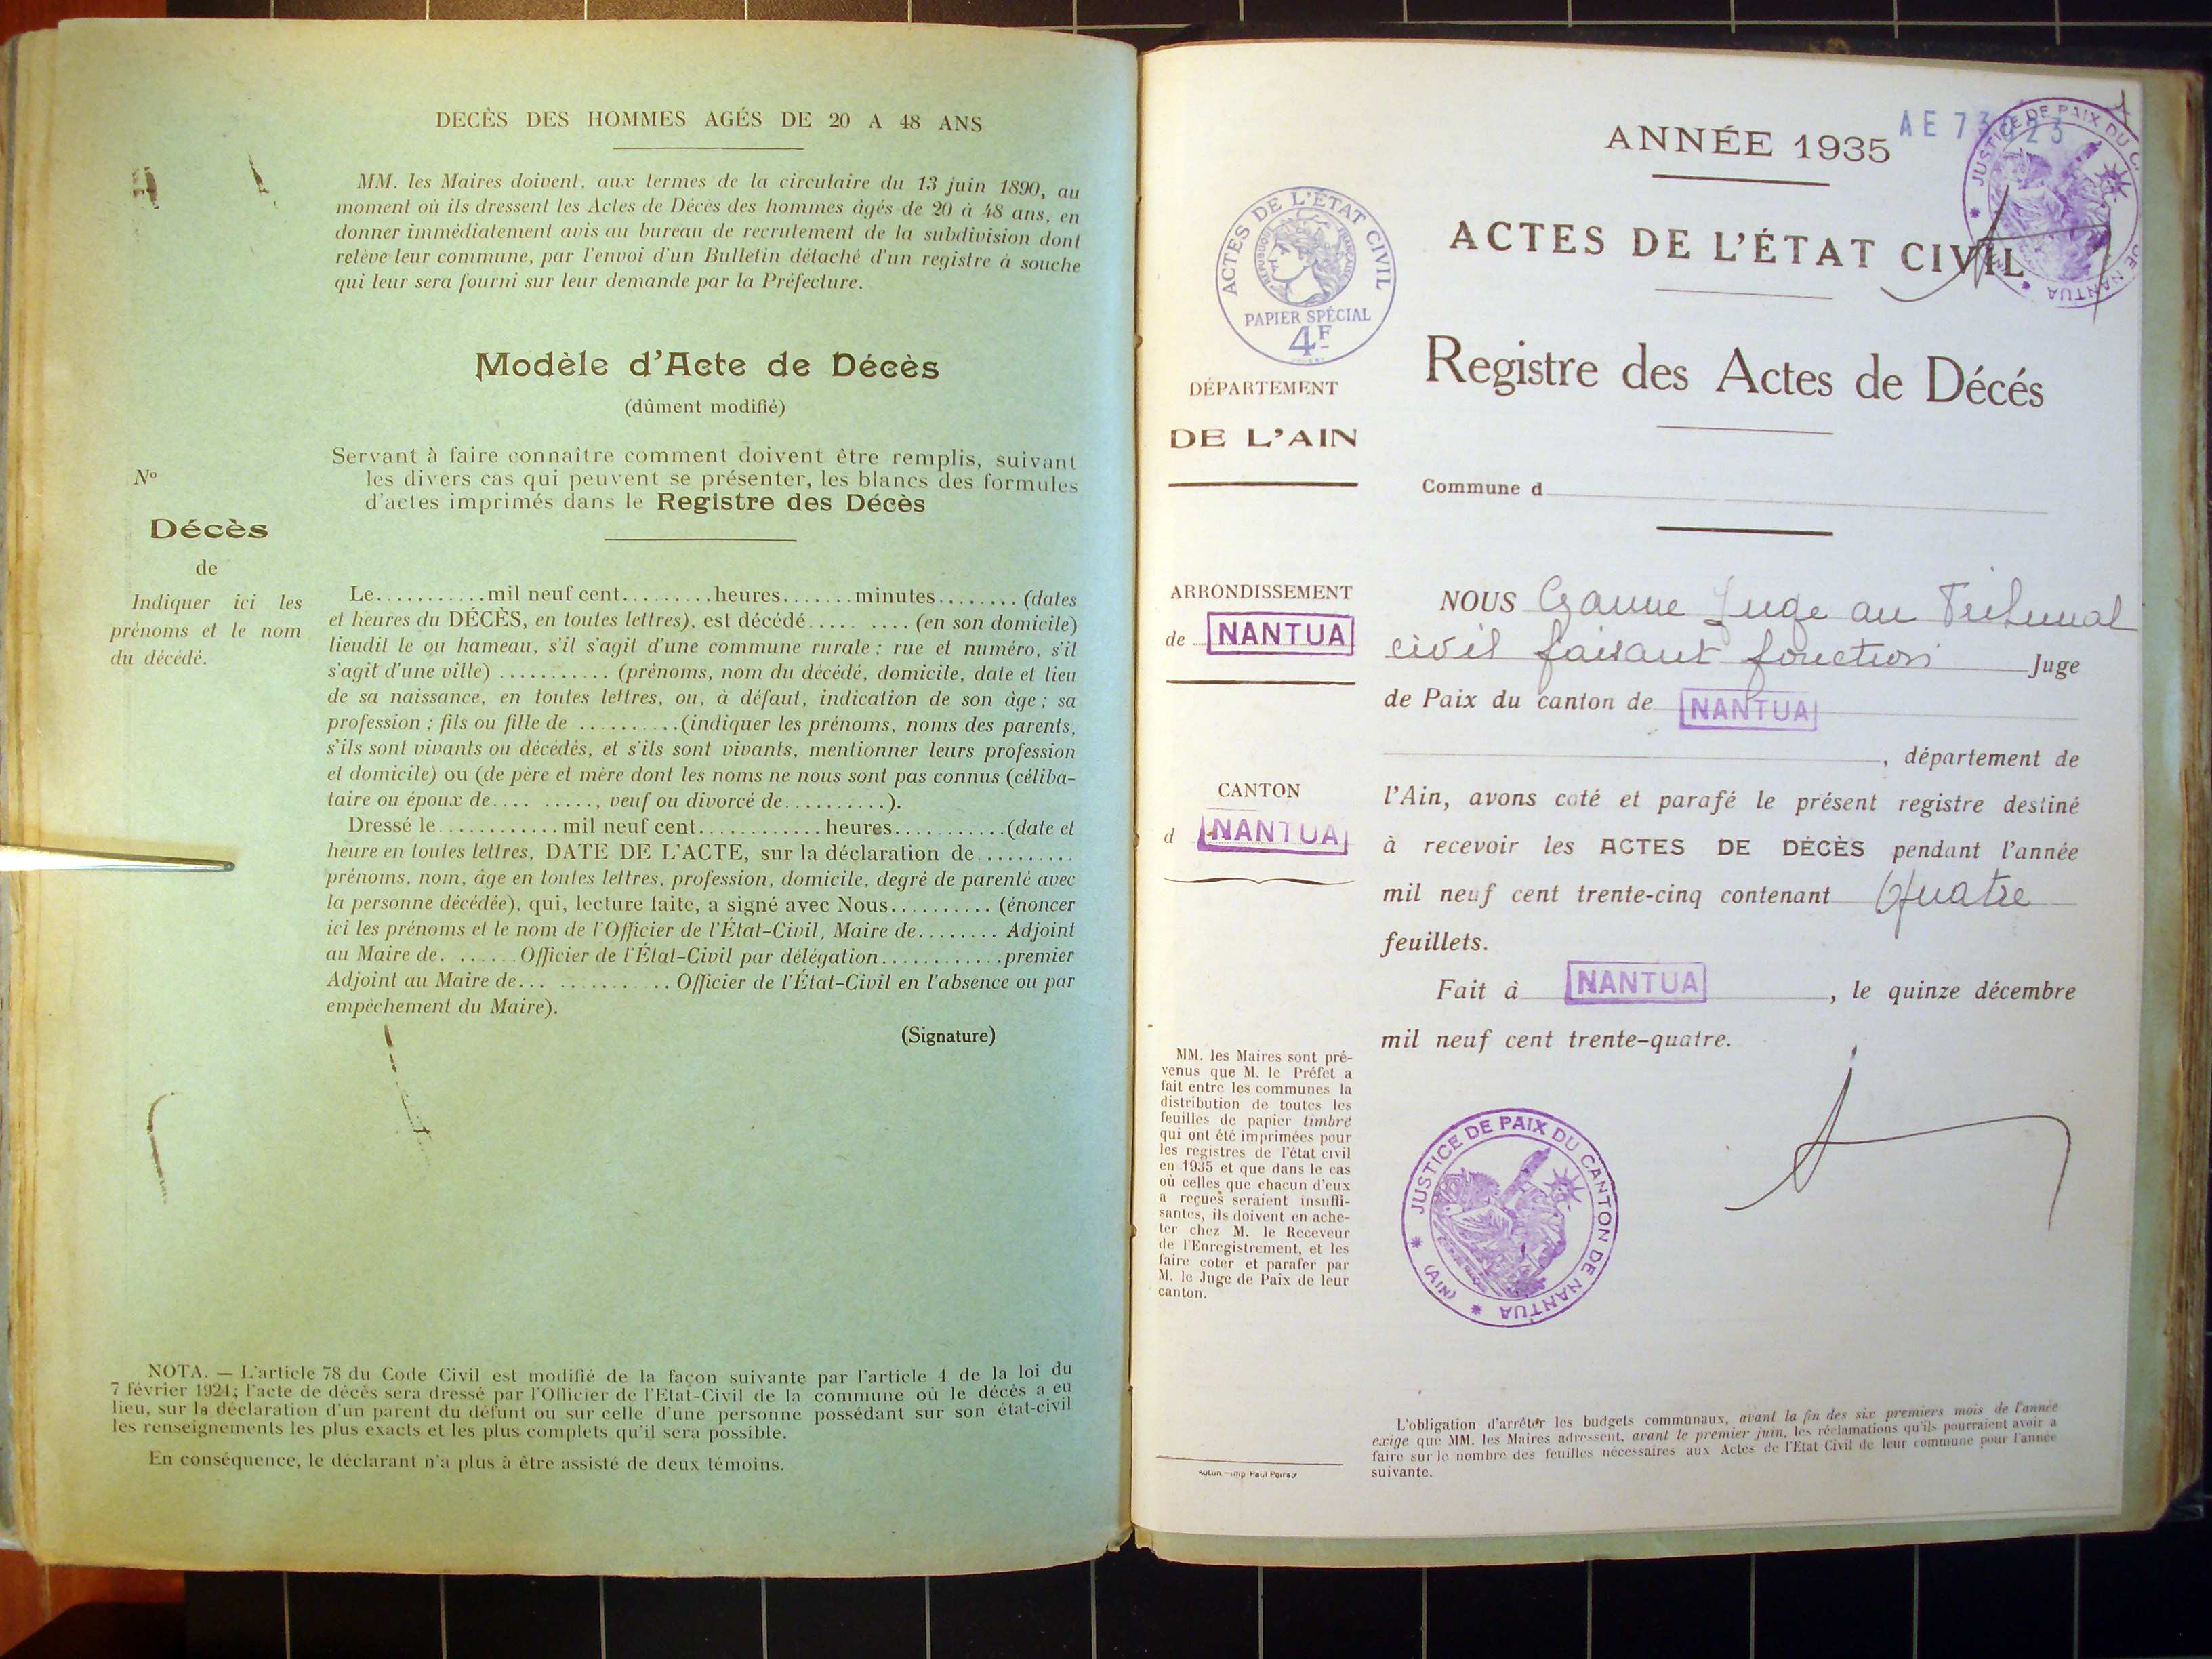 DECÈS DES HOMMES AGÉS DE 20 A 48 ANS
MM. les Maires doivent, aux termes de la circulaire du 13 juin 1890, au
moment où ils dressent les Actes de Décès des hommes âgés de 20 à 48 ans, en
donner immédiatement avis au bureau de recrutement de la subdivision dont
relève leur commune, par l'envoi d'un Bulletin détaché d'un registre à souche
qui leur sera fourni sur leur demande par la Préfecture.
Modèle d'Acte de Décès
(dûment modifié)
Servant à faire connaître comment doivent être remplis, suivant
les divers cas qui peuvent se présenter, les blancs des formules
d'actes imprimés dans le Registre des Décès
No
Décès
de
Indiquer ici les
prénoms et le nom
du décédé.
Le...........mil neuf cent.........heures.......minutes........(dates
et heures du DÉCÈS, en toutes lettres), est décédé..... ....(en son domicile)
lieudit le ou hameau, s'il s'agit d'une commune rurale ; rue et numéro, s'il
s'agit d'une ville) ...........(prénoms, nom du décédé, domicile, date et lieu
de sa naissance, en toutes lettres, ou, à défaut, indication de son âge ; sa
profession ; fils ou fille de ..........(indiquer les prénoms, noms des parents,
s'ils sont vivants ou décédés, et s'ils sont vivants, mentionner leurs profession
et domicile) ou (de père et mère dont les noms ne nous sont pas connus (céliba-
taire ou époux de.... ....., veuf ou divorcé de..........).
Dressé le............mil neuf cent............heures...........(date et
heure en toutes lettres, DATE DE L'ACTE, sur la déclaration de..........
prénoms, nom, âge en toutes lettres, profession, domicile, degré de parenté avec
la personne décédée), qui, lecture faite, a signé avec Nous..........(énoncer
ici les prénoms et le nom de l'Officier de l'État-Civil, Maire de........Adjoint
au Maire de. ......Officier de l'État-Civil par délégation............premier
Adjoint au Maire de... ...........Officier de l'État-Civil en l'absence ou par
empêchement du Maire).
(Signature)
NOTA. — L'article 78 du Code Civil est modifié de la façon suivante par l'article 4 de la loi du
7 février 1924; l'acte de décès sera dressé par l'Officier de l'Etat-Civil de la commune où le décès a eu
lieu, sur la déclaration d'un parent du défunt ou sur celle d'une personne possédant sur son état-civil
les renseignements les plus exacts et les plus complets qu'il sera possible.
En conséquence, le déclarant n'a plus à être assisté de deux témoins.
ANNÉE 1935
JUSTICE DE PAIX DU C DE NANTUA
ACTES DE L'ÉTAT CIVIL
ACTES DE L'ÉTAT CIVIL
RÉPUBLIQUE FRANÇAISE
PAPIER SPÉCIAL
4F
Registre des Actes de Décés
DÉPARTEMENT
DE L'AIN
Commune d
ARRONDISSEMENT
de NANTUA
CANTON
d NANTUA
NOUS Ganne Juge au Tribunal
civil faisant fonction Juge
de Paix du canton de NANTUA
, département de
l'Ain, avons coté et parafé le présent registre destiné
à recevoir les ACTES DE DÉCÈS pendant l'année
mil neuf cent trente-cinq contenant Quatre
feuillets.
Fait à NANTUA, le quinze décembre
mil neuf cent trente-quatre.
JUSTICE DE PAIX DU CANTON DE NANTUA
(AIN)
MM. les Maires sont pré-
venus que M. le Préfet a
fait entre les communes la
distribution de toutes les
feuilles de papier timbré
qui ont été imprimées pour
les registres de l'état civil
en 1935 et que dans le cas
où celles que chacun d'eux
a reçues seraient insuffi-
santes, ils doivent en ache-
ter chez M. le Receveur
de l'Enregistrement, et les
faire coter et parafer par
M. le Juge de Paix de leur
canton.
L'obligation d'arrêter les budgets communaux, avant la fin des six premiers mois de l'année
exige que MM. les Maires adressent, avant le premier juin, les réclamations qu'ils pourraient avoir a
faire sur le nombre des feuilles nécessaires aux Actes de l'État Civil de leur commune pour l'année
suivante.